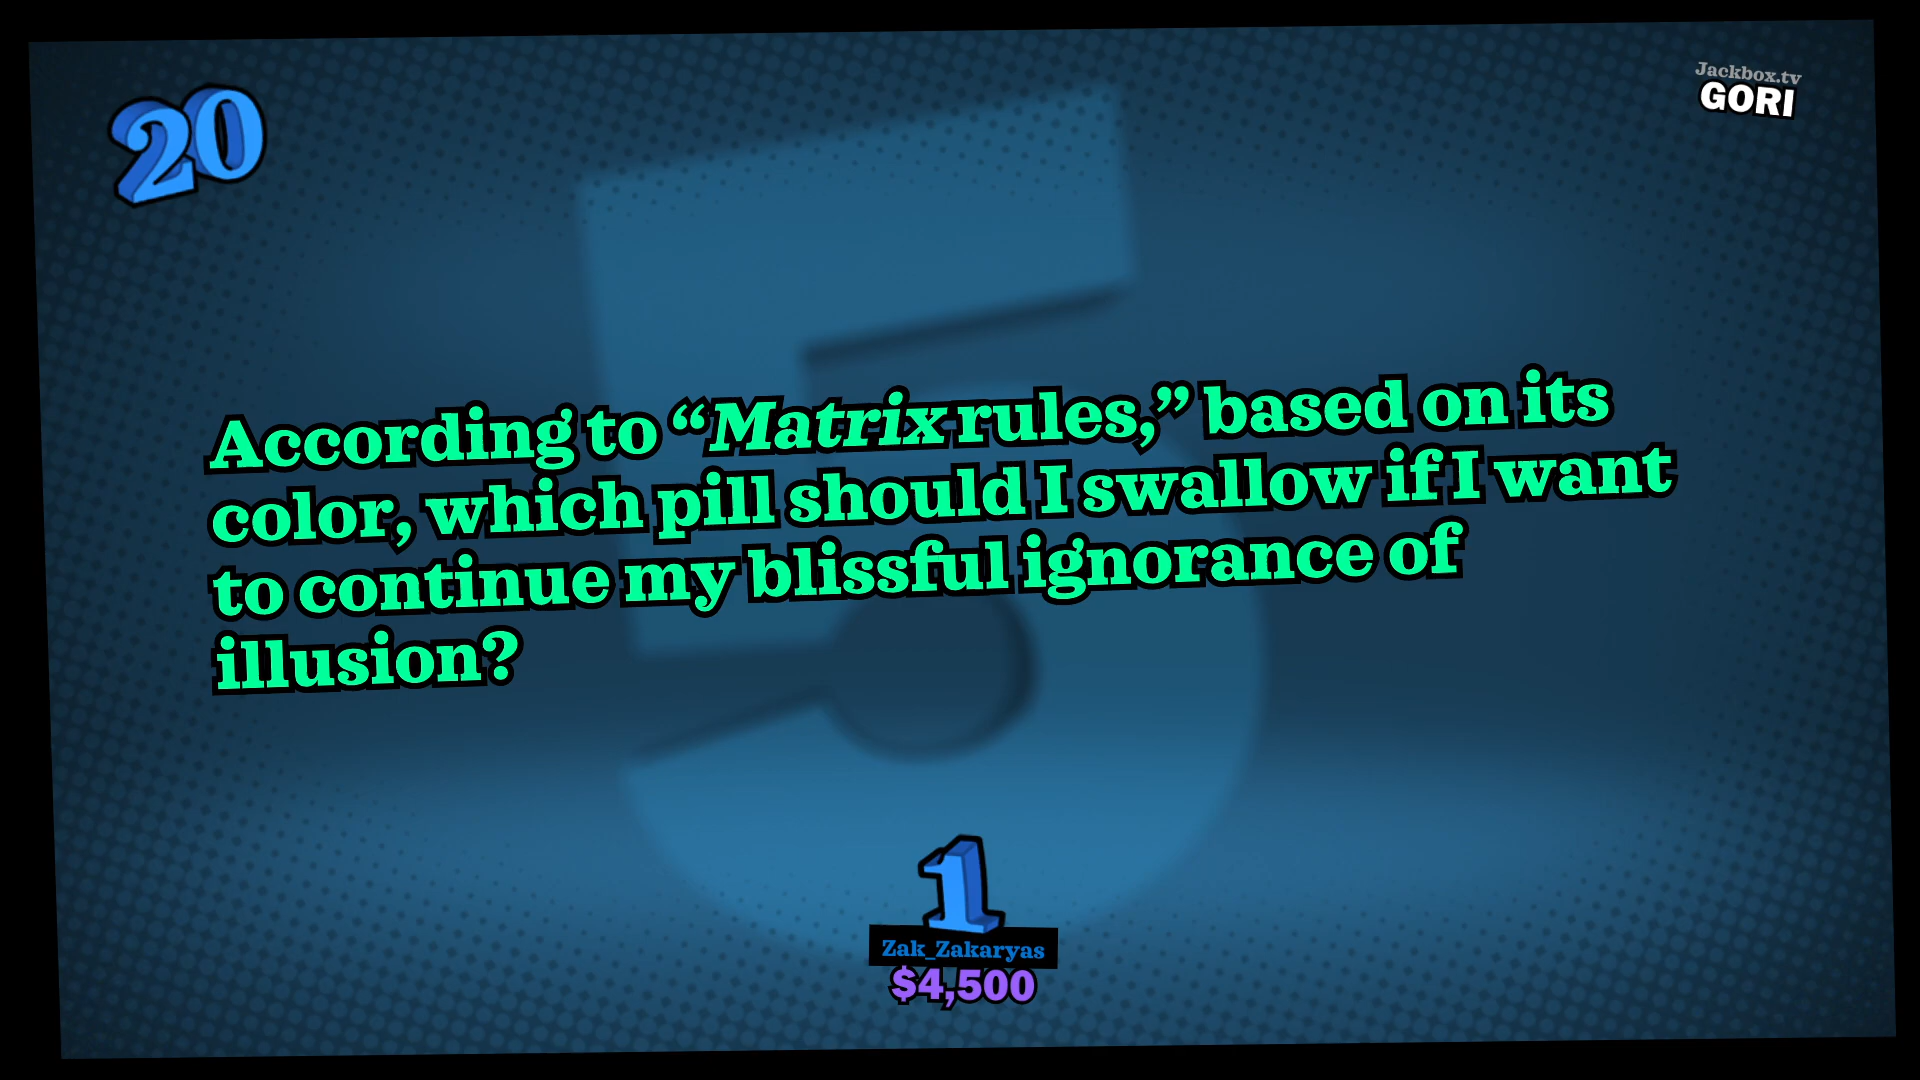 20
Jackbox.tv
GORI
According to “Matrix rules,” based on its
color, which pill should I swallow if I want
to continue my blissful ignorance of
illusion?
5
1
Zak_Zakaryas
$4,500